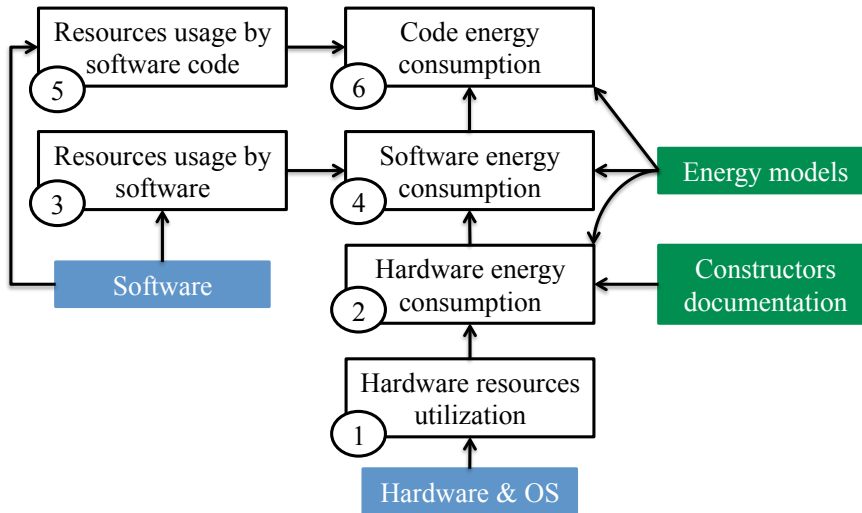 Resources usage by
software code
5
Code energy
consumption
6
Resources usage by
software
3
Software energy
consumption
4
Energy models
Software
Hardware energy
consumption
2
Constructors
documentation
Hardware resources
utilization
1
Hardware & OS